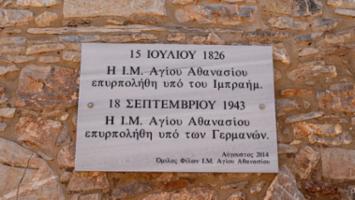 15 ΙΟΥΛΙΟΥ 1826
Η Ι.Μ. Αγίου Αθανασίου
επυρπολήθη υπό του Ιμπραήμ.
18 ΣΕΠΤΕΜΒΡΙΟΥ 1943
Η Ι.Μ. Αγίου Αθανασίου
επυρπολήθη υπό των Γερμανών.
Αύγουστος 2014
Όμιλος Φίλων Ι.Μ. Αγίου Αθανασίου